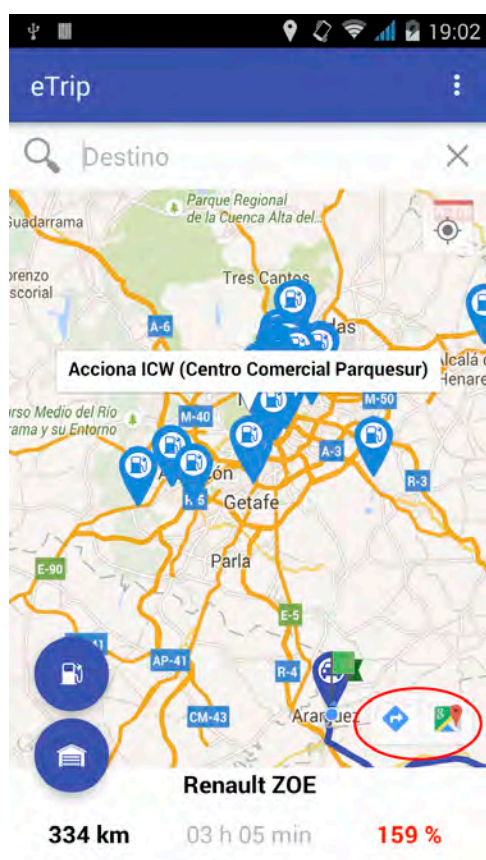 19:02
eTrip
Destino
Parque Regional
de la Cuenca Alta del...
Guadarrama
Tres Cantos
A-6
Acciona ICW (Centro Comercial Parquesur)
M-50
M-40
A-3
R-3
R-5
Getafe
Parla
E-90
E-5
AP-41
R-4
CM-43
Aranjuez
Renault ZOE
334 km
03 h 05 min
159 %